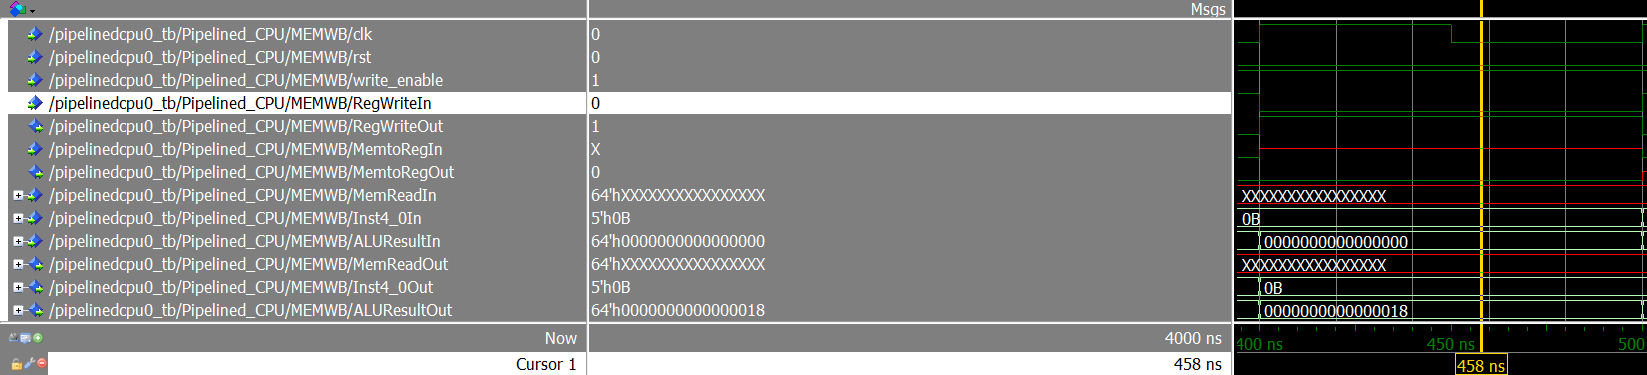 Msgs
/pipelinedcpu0_tb/Pipelined_CPU/MEMWB/clk 0
/pipelinedcpu0_tb/Pipelined_CPU/MEMWB/rst 0
/pipelinedcpu0_tb/Pipelined_CPU/MEMWB/write_enable 1
/pipelinedcpu0_tb/Pipelined_CPU/MEMWB/RegWriteIn 0
/pipelinedcpu0_tb/Pipelined_CPU/MEMWB/RegWriteOut 1
/pipelinedcpu0_tb/Pipelined_CPU/MEMWB/MemtoRegIn X
/pipelinedcpu0_tb/Pipelined_CPU/MEMWB/MemtoRegOut 0
/pipelinedcpu0_tb/Pipelined_CPU/MEMWB/MemReadIn 64'hXXXXXXXXXXXXXXXX XXXXXXXXXXXXXXXX
/pipelinedcpu0_tb/Pipelined_CPU/MEMWB/Inst4_0In 5'h0B 0B
/pipelinedcpu0_tb/Pipelined_CPU/MEMWB/ALUResultIn 64'h0000000000000000 0000000000000000
/pipelinedcpu0_tb/Pipelined_CPU/MEMWB/MemReadOut 64'hXXXXXXXXXXXXXXXX XXXXXXXXXXXXXXXX
/pipelinedcpu0_tb/Pipelined_CPU/MEMWB/Inst4_0Out 5'h0B 0B
/pipelinedcpu0_tb/Pipelined_CPU/MEMWB/ALUResultOut 64'h0000000000000018 0000000000000018
Now 4000 ns 400 ns 450 ns 500
Cursor 1 458 ns 458 ns